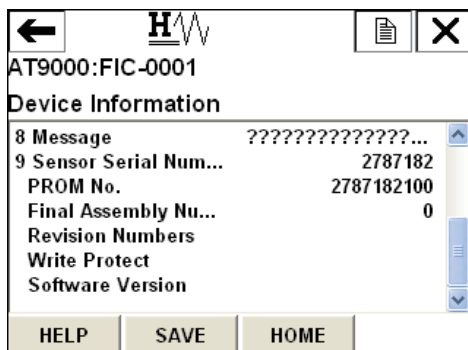 H
AT9000:FIC-0001
Device Information
8 Message ??????????????...
9 Sensor Serial Num... 2787182
PROM No. 2787182100
Final Assembly Nu... 0
Revision Numbers
Write Protect
Software Version
HELP SAVE HOME